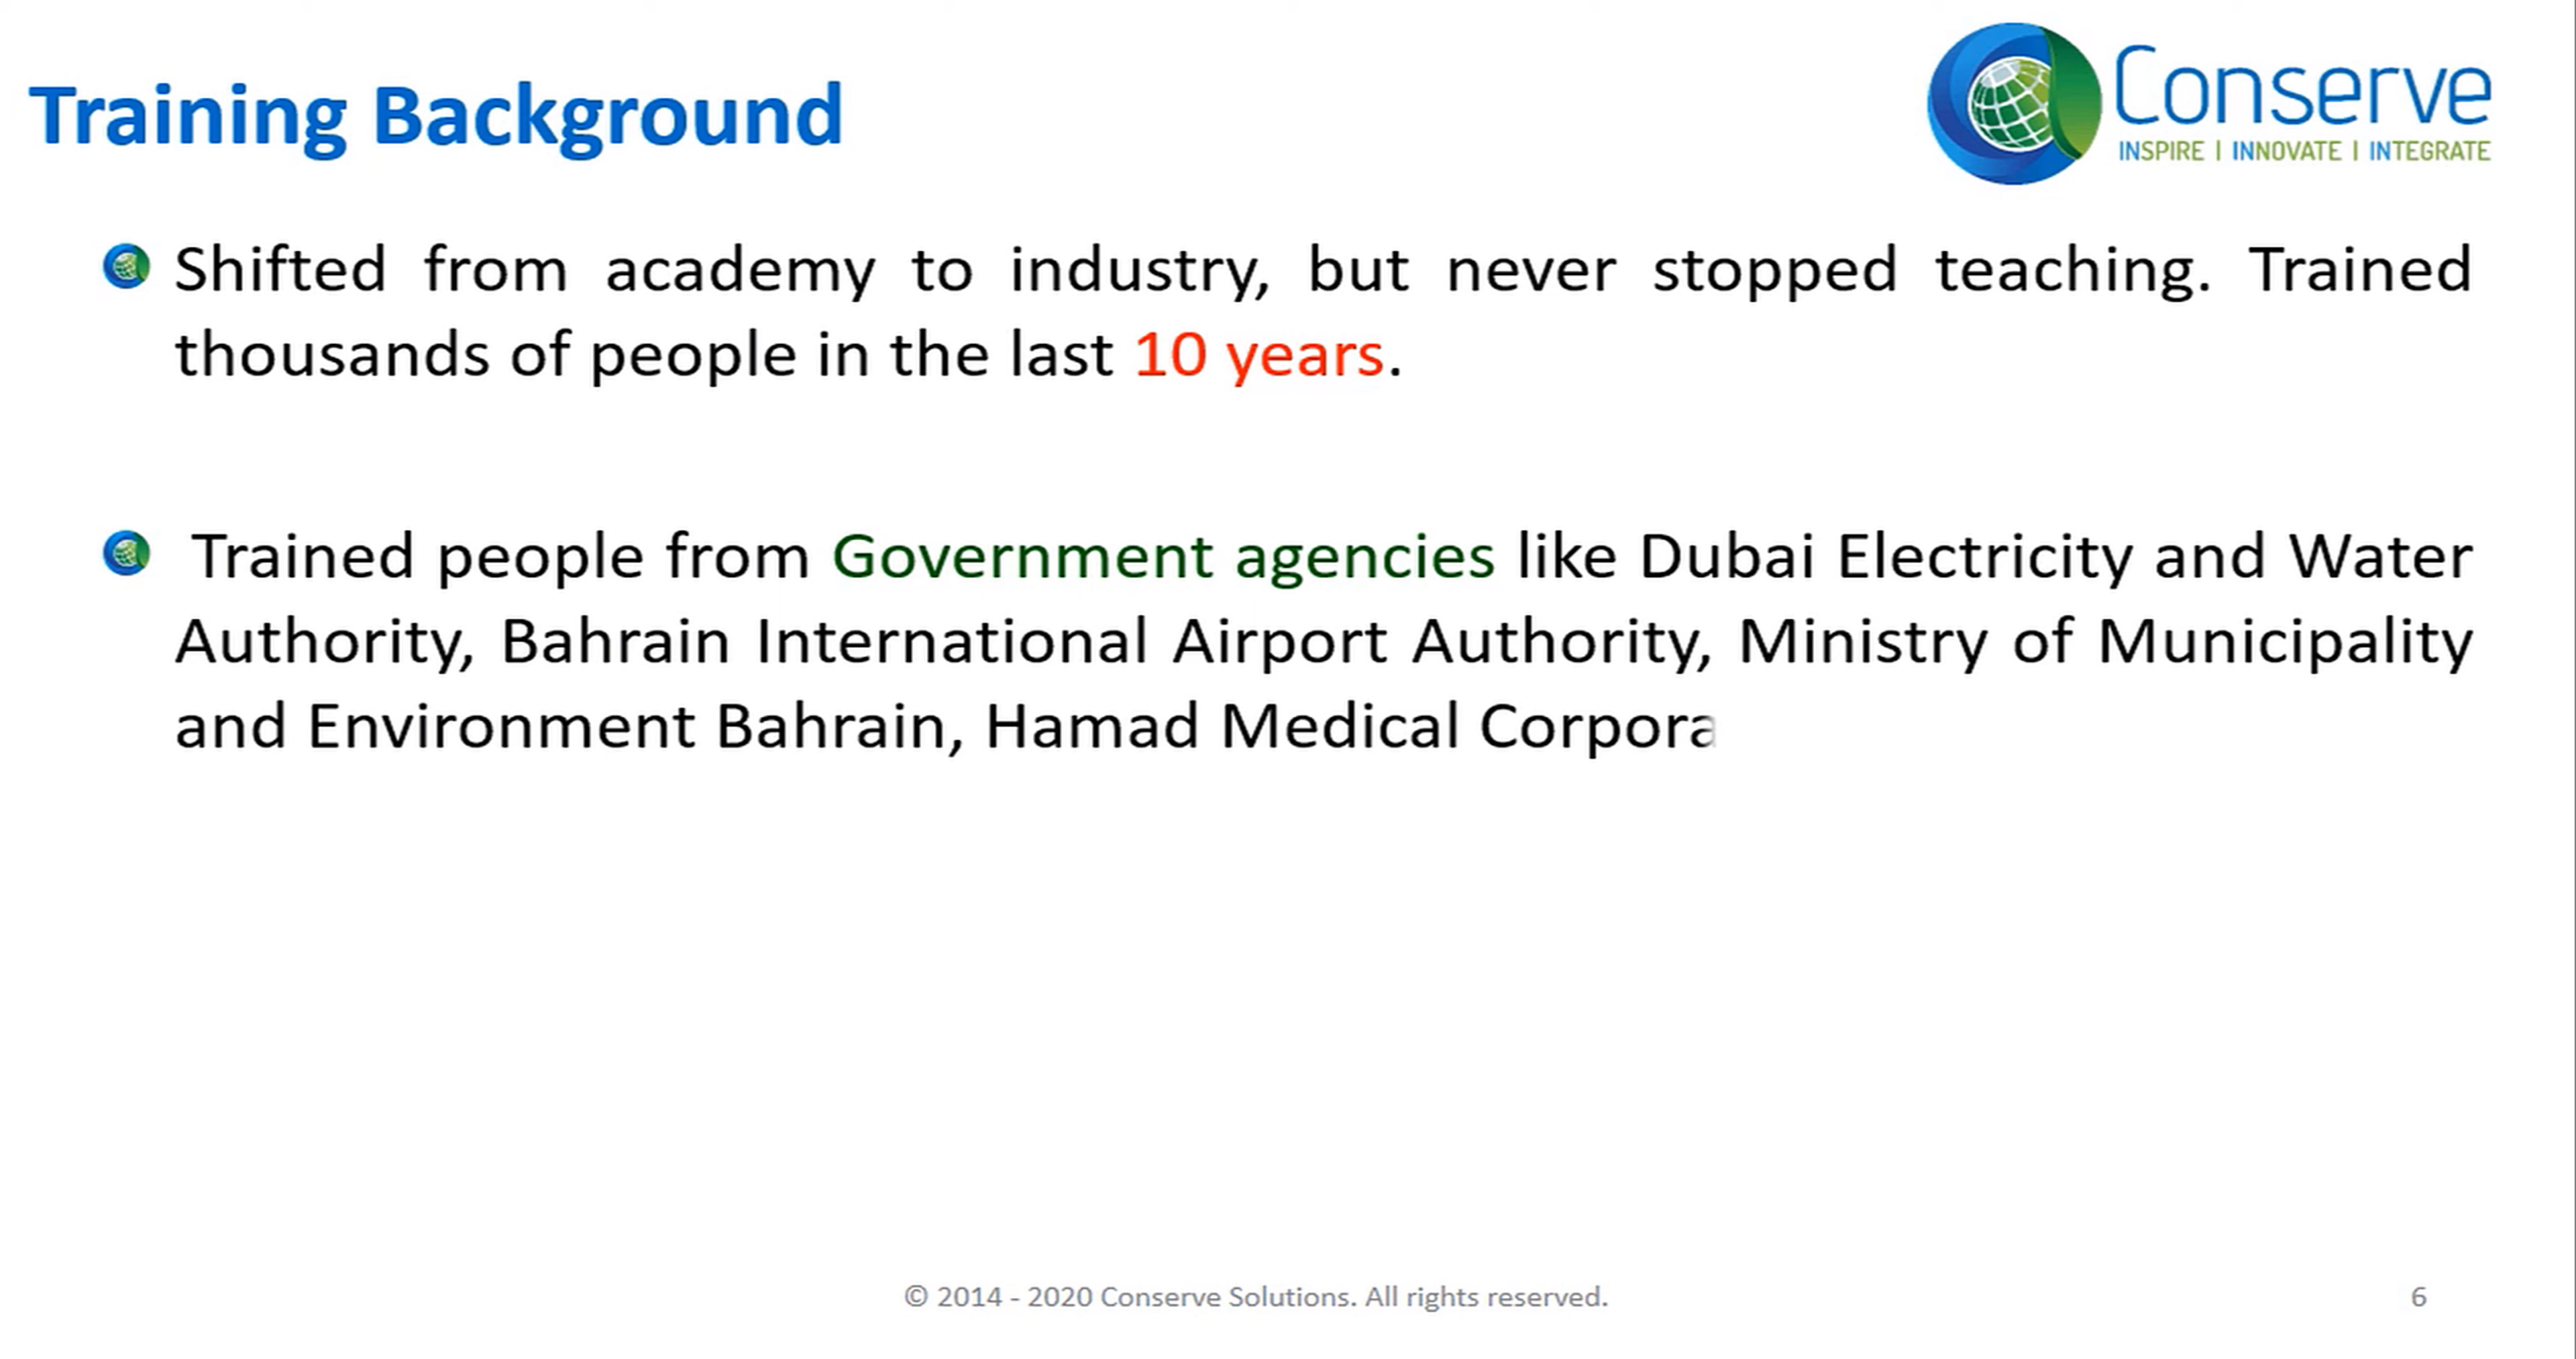 Training Background
Conserve
INSPIRE | INNOVATE | INTEGRATE
Shifted from academy to industry, but never stopped teaching. Trained
thousands of people in the last 10 years.
Trained people from Government agencies like Dubai Electricity and Water
Authority, Bahrain International Airport Authority, Ministry of Municipality
and Environment Bahrain, Hamad Medical Corpora
© 2014 - 2020 Conserve Solutions. All rights reserved.
6